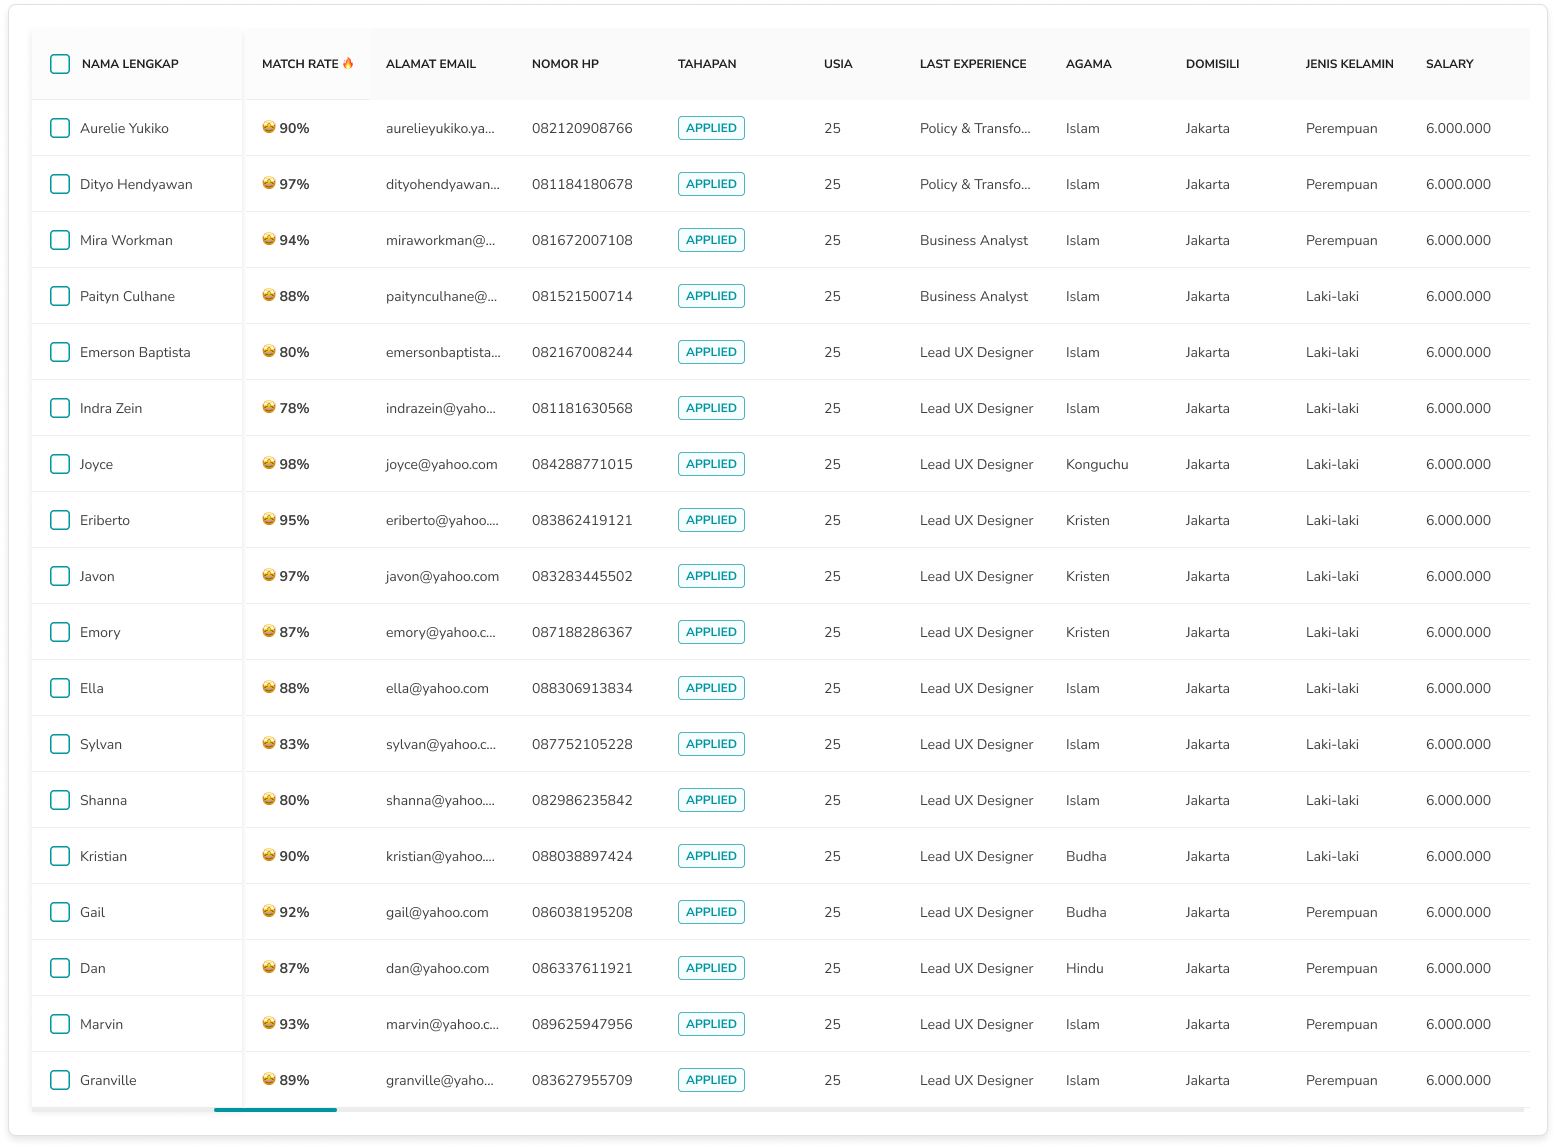 NAMA LENGKAP MATCH RATE 🔥 ALAMAT EMAIL NOMOR HP TAHAPAN USIA LAST EXPERIENCE AGAMA DOMISILI JENIS KELAMIN SALARY
Aurelie Yukiko 🤩 90% aurelieyukiko.ya... 082120908766 APPLIED 25 Policy & Transfo... Islam Jakarta Perempuan 6.000.000
Dityo Hendyawan 🤩 97% dityohendyawan... 081184180678 APPLIED 25 Policy & Transfo... Islam Jakarta Perempuan 6.000.000
Mira Workman 🤩 94% miraworkman@... 081672007108 APPLIED 25 Business Analyst Islam Jakarta Perempuan 6.000.000
Paityn Culhane 🤩 88% paitynculhane@... 081521500714 APPLIED 25 Business Analyst Islam Jakarta Laki-laki 6.000.000
Emerson Baptista 🤩 80% emersonbaptista... 082167008244 APPLIED 25 Lead UX Designer Islam Jakarta Laki-laki 6.000.000
Indra Zein 🤩 78% indrazein@yaho... 081181630568 APPLIED 25 Lead UX Designer Islam Jakarta Laki-laki 6.000.000
Joyce 🤩 98% joyce@yahoo.com 084288771015 APPLIED 25 Lead UX Designer Konguchu Jakarta Laki-laki 6.000.000
Eriberto 🤩 95% eriberto@yahoo.... 083862419121 APPLIED 25 Lead UX Designer Kristen Jakarta Laki-laki 6.000.000
Javon 🤩 97% javon@yahoo.com 083283445502 APPLIED 25 Lead UX Designer Kristen Jakarta Laki-laki 6.000.000
Emory 🤩 87% emory@yahoo.c... 087188286367 APPLIED 25 Lead UX Designer Kristen Jakarta Laki-laki 6.000.000
Ella 🤩 88% ella@yahoo.com 088306913834 APPLIED 25 Lead UX Designer Islam Jakarta Laki-laki 6.000.000
Sylvan 🤩 83% sylvan@yahoo.c... 087752105228 APPLIED 25 Lead UX Designer Islam Jakarta Laki-laki 6.000.000
Shanna 🤩 80% shanna@yahoo.... 082986235842 APPLIED 25 Lead UX Designer Islam Jakarta Laki-laki 6.000.000
Kristian 🤩 90% kristian@yahoo.... 088038897424 APPLIED 25 Lead UX Designer Budha Jakarta Laki-laki 6.000.000
Gail 🤩 92% gail@yahoo.com 086038195208 APPLIED 25 Lead UX Designer Budha Jakarta Perempuan 6.000.000
Dan 🤩 87% dan@yahoo.com 086337611921 APPLIED 25 Lead UX Designer Hindu Jakarta Perempuan 6.000.000
Marvin 🤩 93% marvin@yahoo.c... 089625947956 APPLIED 25 Lead UX Designer Islam Jakarta Perempuan 6.000.000
Granville 🤩 89% granville@yaho... 083627955709 APPLIED 25 Lead UX Designer Islam Jakarta Perempuan 6.000.000